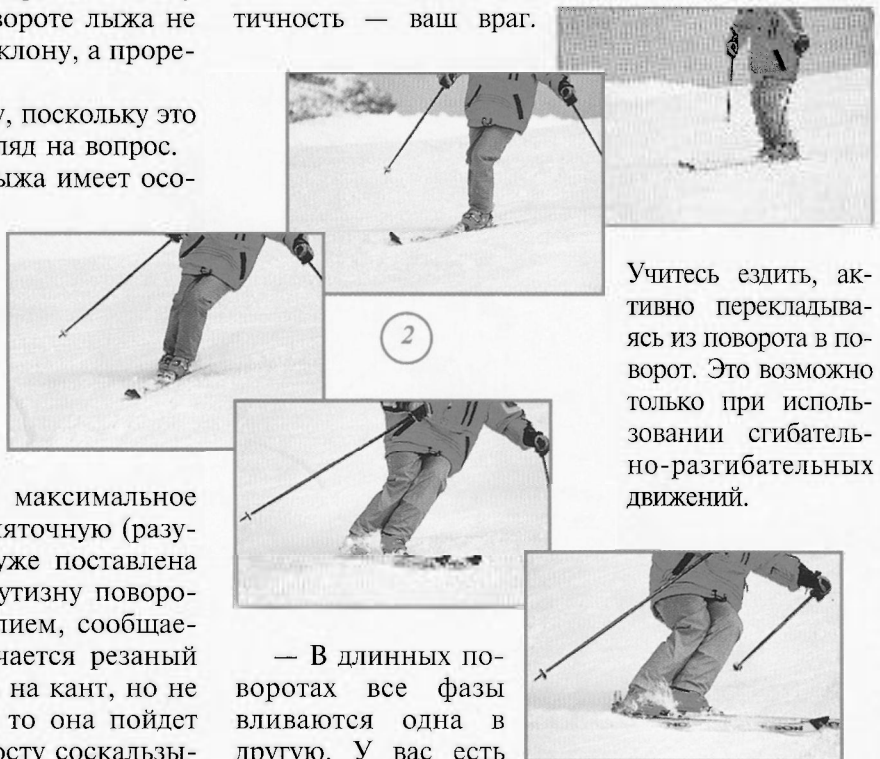 вороте лыжа не
клону, а проре-
у, поскольку это
ляд на вопрос.
ыжа имеет осо-
максимальное
яточную (разу-
уже поставлена
утизну поворо-
лием, сообщае-
чается резаный
на кант, но не
то она пойдет
осту соскальзы-
тичность — ваш враг.
2
— В длинных по-
воротах все фазы
вливаются одна в
другую. У вас есть
Учитесь ездить, ак-
тивно перекладыва-
ясь из поворота в по-
ворот. Это возможно
только при исполь-
зовании сгибатель-
но-разгибательных
движений.